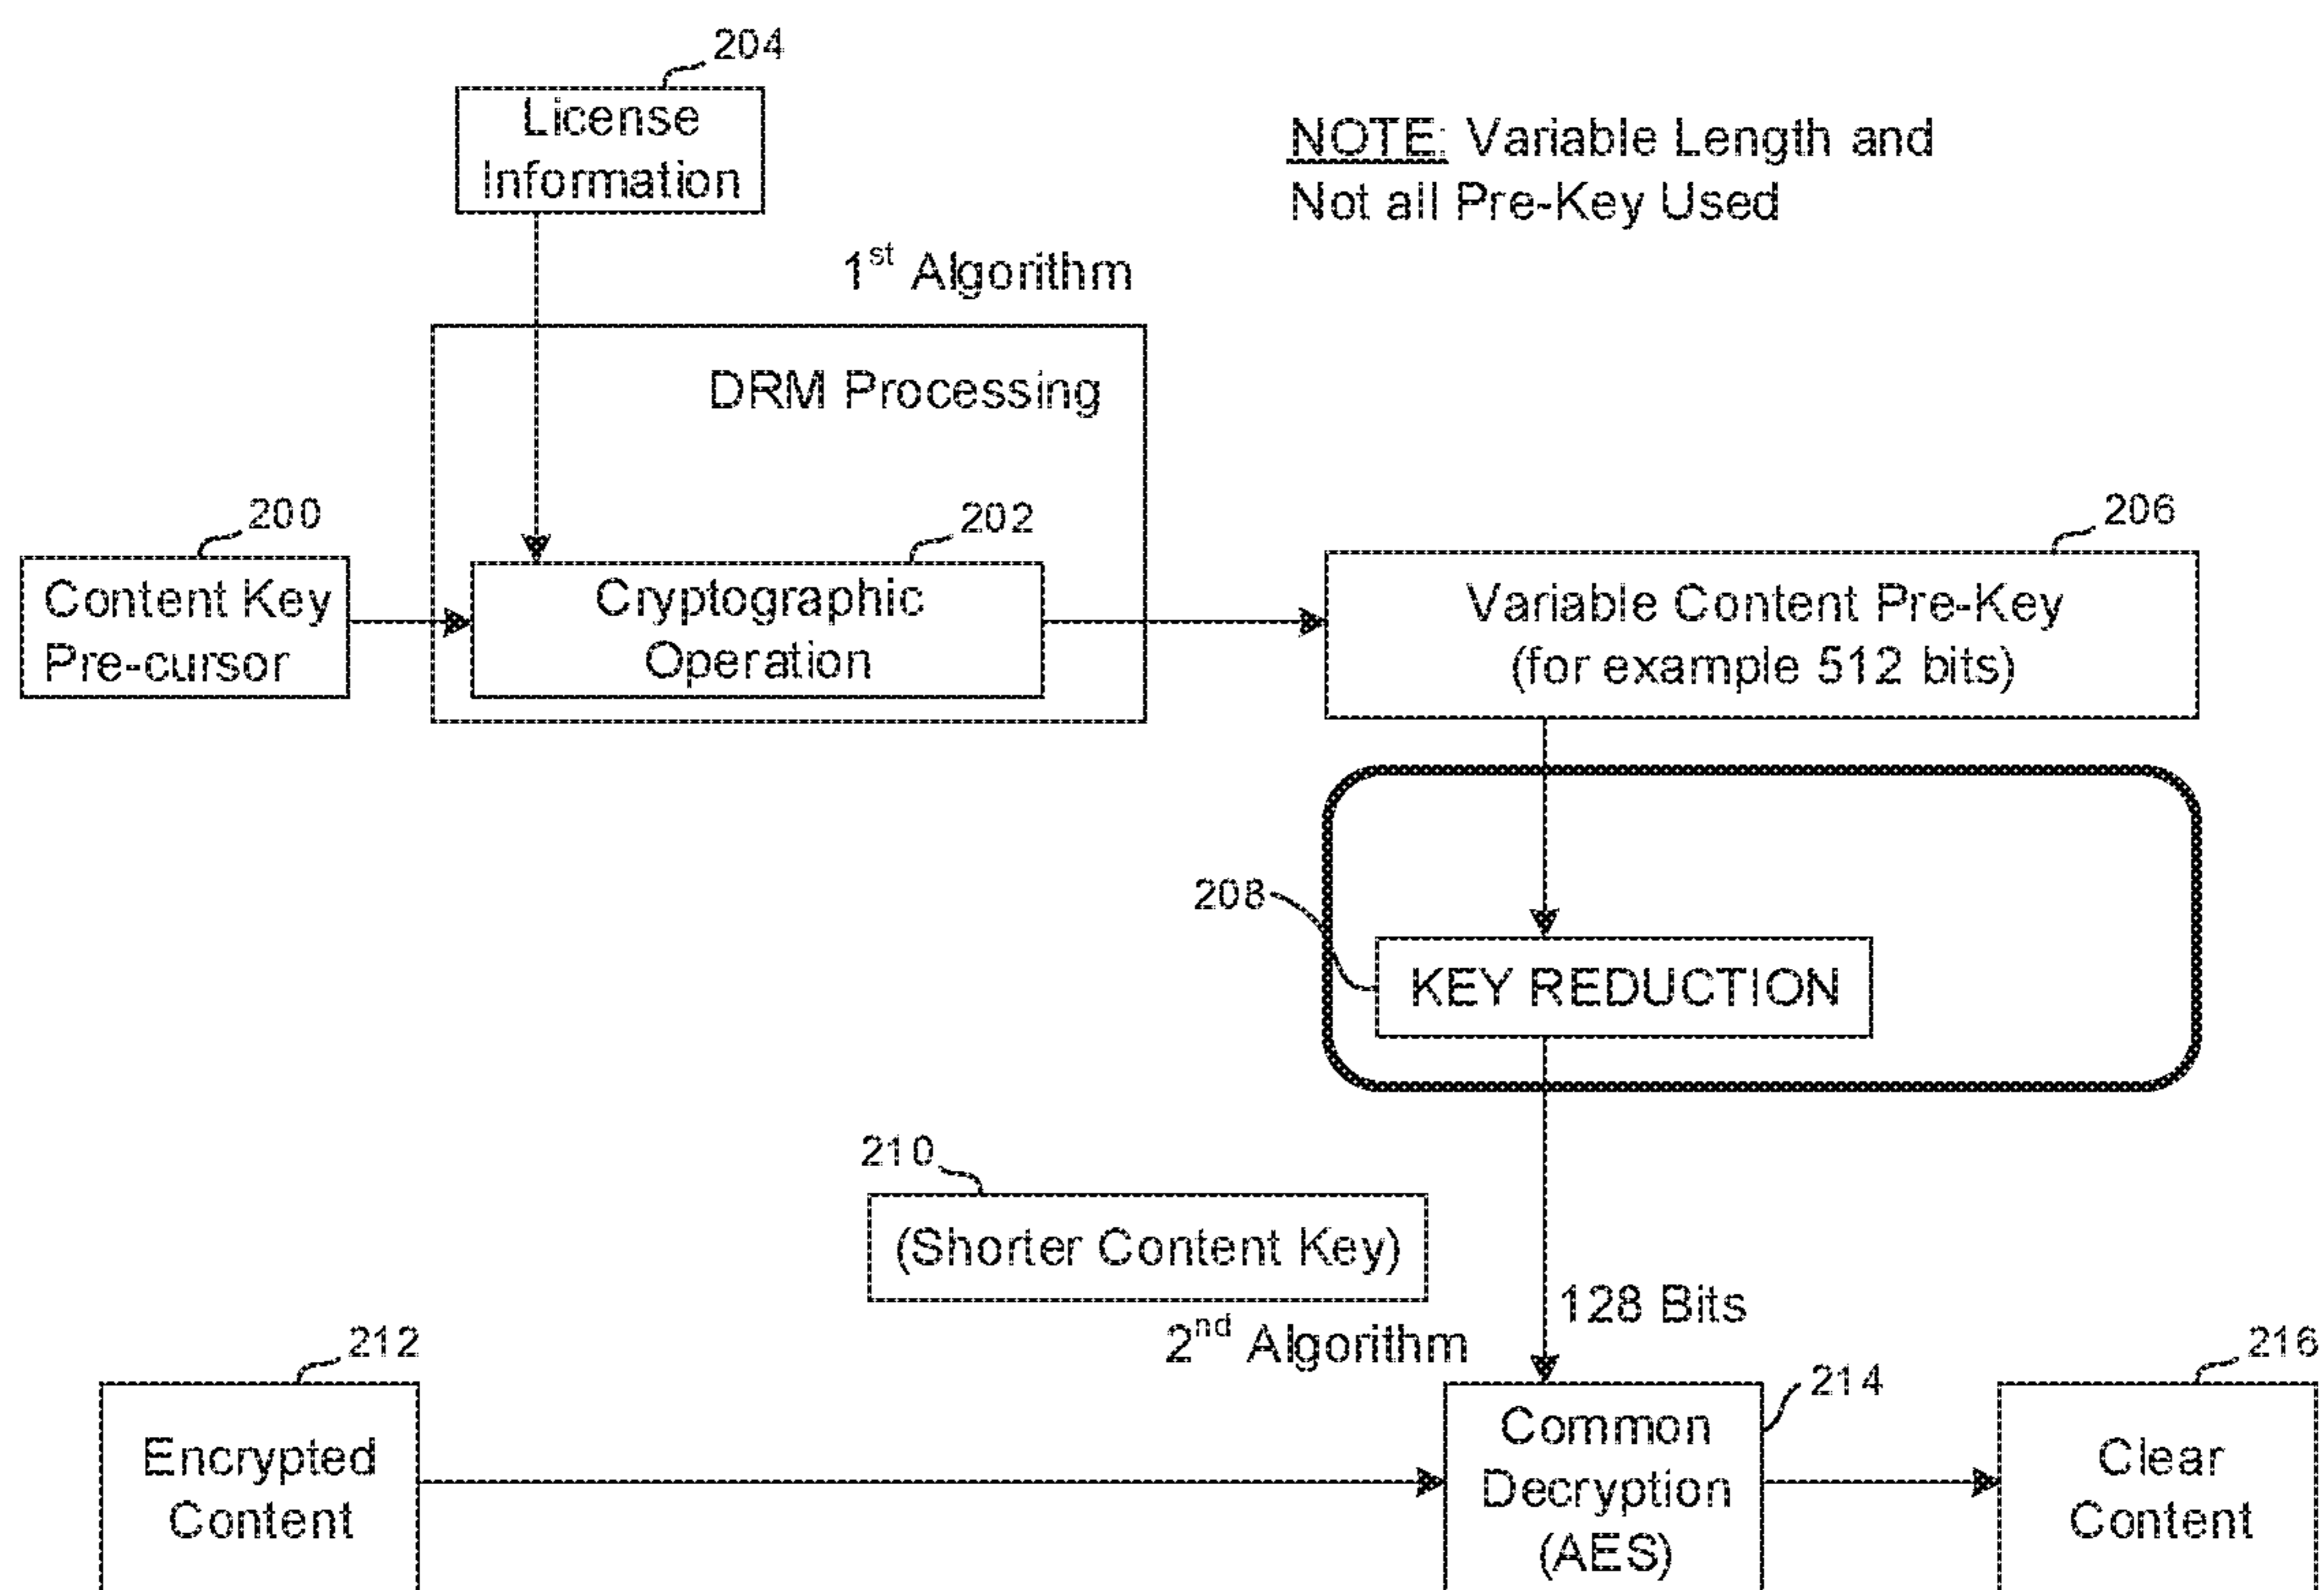 204
License
Information
NOTE: Variable Length and
Not all Pre-Key Used
1st Algorithm
DRM Processing
200
202
206
Content Key
Pre-cursor
Cryptographic
Operation
Variable Content Pre-Key
(for example 512 bits)
208
KEY REDUCTION
210
(Shorter Content Key)
128 Bits
2nd Algorithm
212
214
216
Encrypted
Content
Common
Decryption
(AES)
Clear
Content